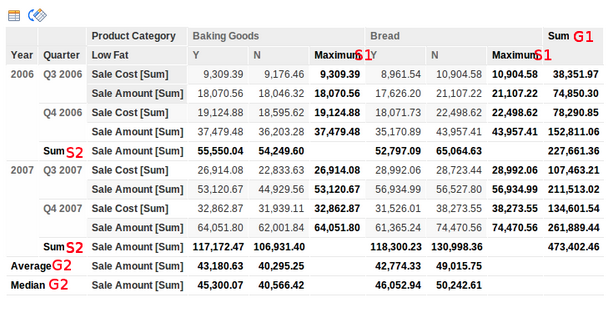 Product Category Baking Goods Bread Sum G1
Year Quarter Low Fat Y N Maximum S1 Y N Maximum S1
2006 Q3 2006 Sale Cost [Sum] 9,309.39 9,176.46 9,309.39 8,961.54 10,904.58 10,904.58 38,351.97
Sale Amount [Sum] 18,070.56 18,046.32 18,070.56 17,626.20 21,107.22 21,107.22 74,850.30
Q4 2006 Sale Cost [Sum] 19,124.88 18,595.62 19,124.88 18,071.73 22,498.62 22,498.62 78,290.85
Sale Amount [Sum] 37,479.48 36,203.28 37,479.48 35,170.89 43,957.41 43,957.41 152,811.06
Sum S2 Sale Amount [Sum] 55,550.04 54,249.60 52,797.09 65,064.63 227,661.36
2007 Q3 2007 Sale Cost [Sum] 26,914.08 22,833.63 26,914.08 28,992.06 28,723.44 28,992.06 107,463.21
Sale Amount [Sum] 53,120.67 44,929.56 53,120.67 56,934.99 56,527.80 56,934.99 211,513.02
Q4 2007 Sale Cost [Sum] 32,862.87 31,939.11 32,862.87 31,526.01 38,273.55 38,273.55 134,601.54
Sale Amount [Sum] 64,051.80 62,001.84 64,051.80 61,365.24 74,470.56 74,470.56 261,889.44
Sum S2 Sale Amount [Sum] 117,172.47 106,931.40 118,300.23 130,998.36 473,402.46
Average G2 Sale Amount [Sum] 43,180.63 40,295.25 42,774.33 49,015.75
Median G2 Sale Amount [Sum] 45,300.07 40,566.42 46,052.94 50,242.61